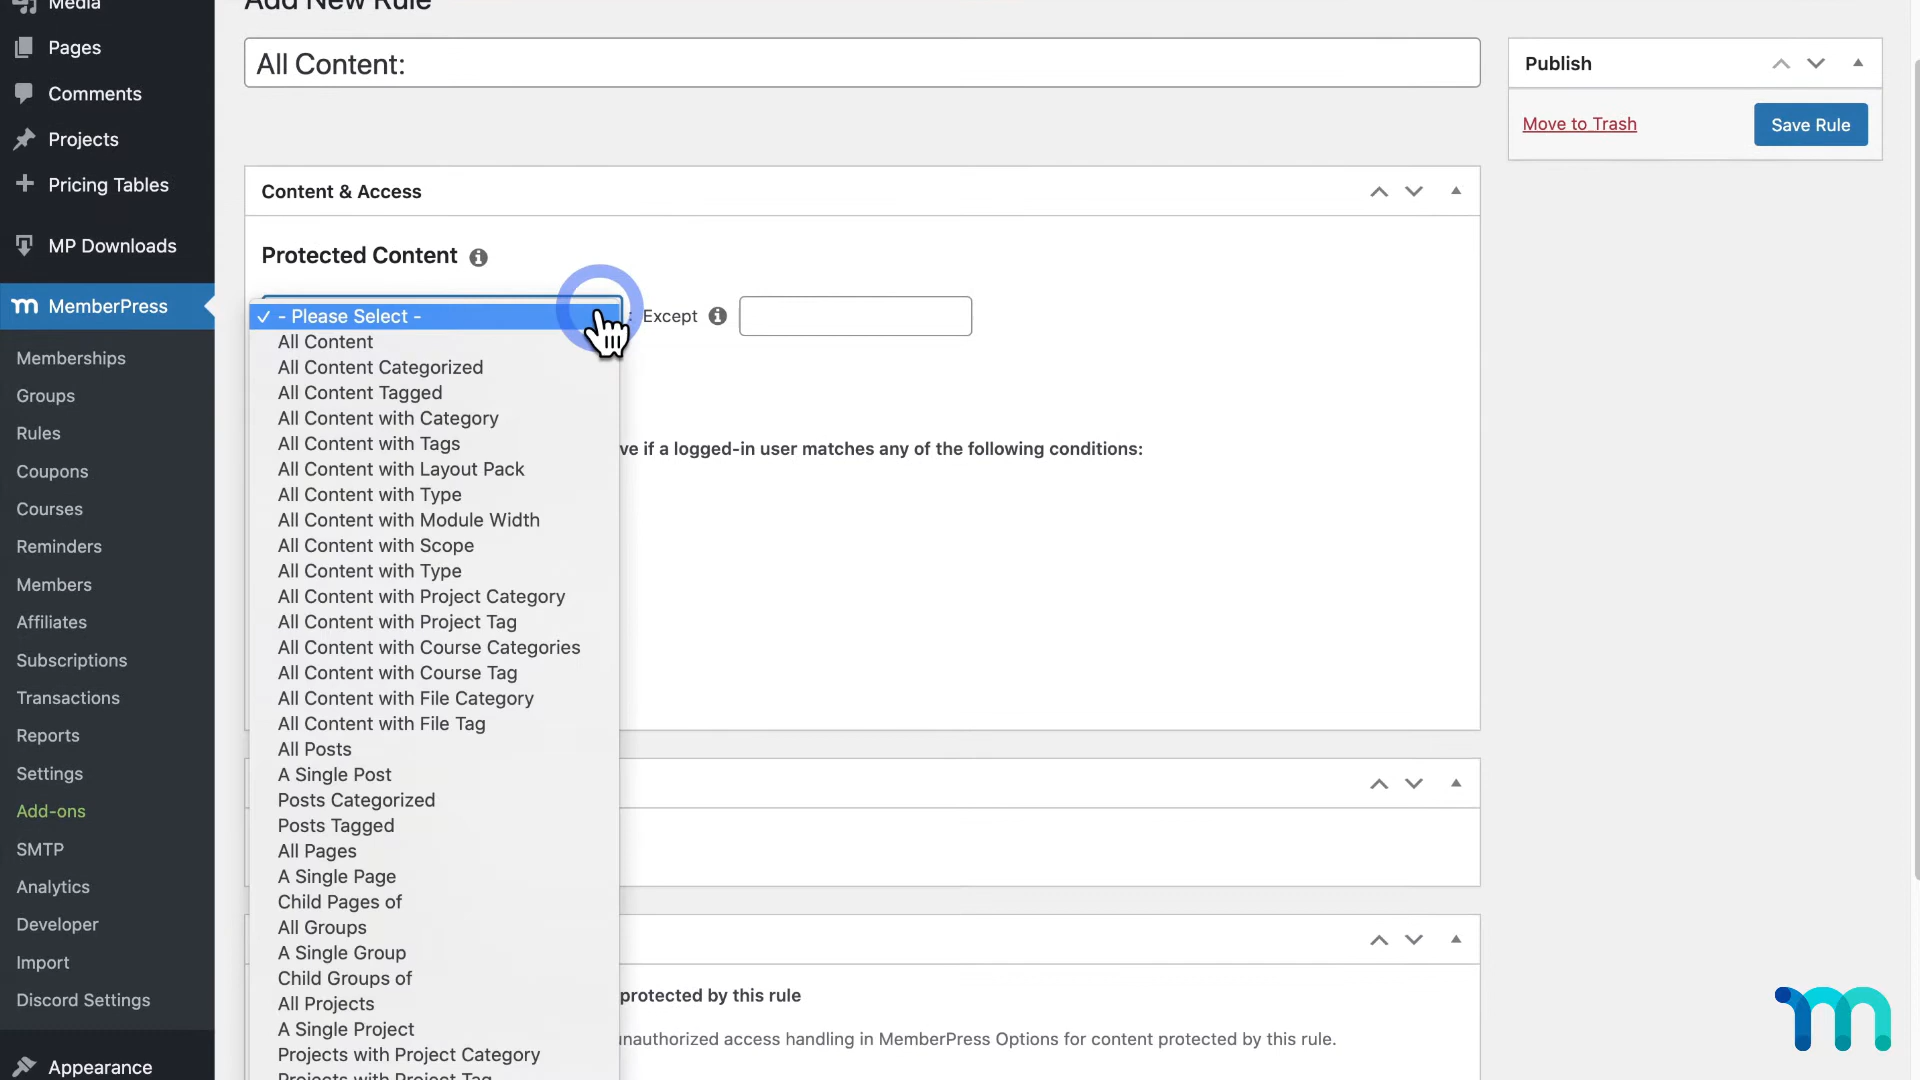 Media
Pages
Comments
Projects
Pricing Tables
MP Downloads
MemberPress
Memberships
Groups
Rules
Coupons
Courses
Reminders
Members
Affiliates
Subscriptions
Transactions
Reports
Settings
Add-ons
SMTP
Analytics
Developer
Import
Discord Settings
Appearance
Add New Rule
All Content:
Publish
Move to Trash
Save Rule
Content & Access
Protected Content
- Please Select -
: Except
All Content
All Content Categorized
All Content Tagged
All Content with Category
All Content with Tags
All Content with Layout Pack
All Content with Type
All Content with Module Width
All Content with Scope
All Content with Type
All Content with Project Category
All Content with Project Tag
All Content with Course Categories
All Content with Course Tag
All Content with File Category
All Content with File Tag
All Posts
A Single Post
Posts Categorized
Posts Tagged
All Pages
A Single Page
Child Pages of
All Groups
A Single Group
Child Groups of
All Projects
A Single Project
Projects with Project Category
Projects with Project Tag
ve if a logged-in user matches any of the following conditions:
protected by this rule
unauthorized access handling in MemberPress Options for content protected by this rule.